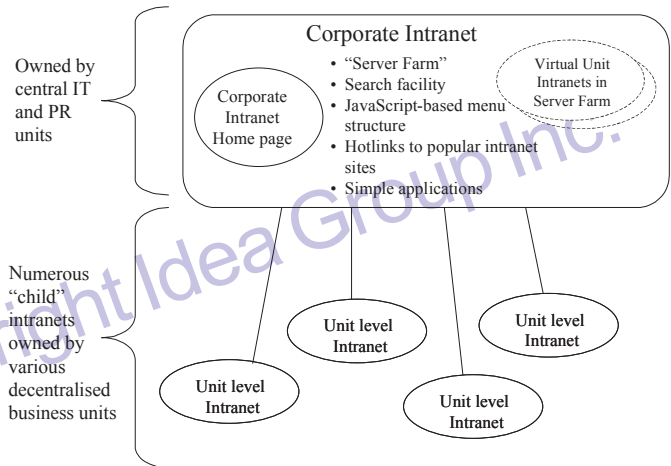 Corporate Intranet
Owned by
central IT
and PR
units
Corporate
Intranet
Home page
• “Server Farm”
• Search facility
• JavaScript-based menu
structure
• Hotlinks to popular intranet
sites
• Simple applications
Virtual Unit
Intranets in
Server Farm
Numerous
“child”
intranets
owned by
various
decentralised
business units
Unit level
Intranet
Unit level
Intranet
Unit level
Intranet
Unit level
Intranet
right Idea Group Inc.